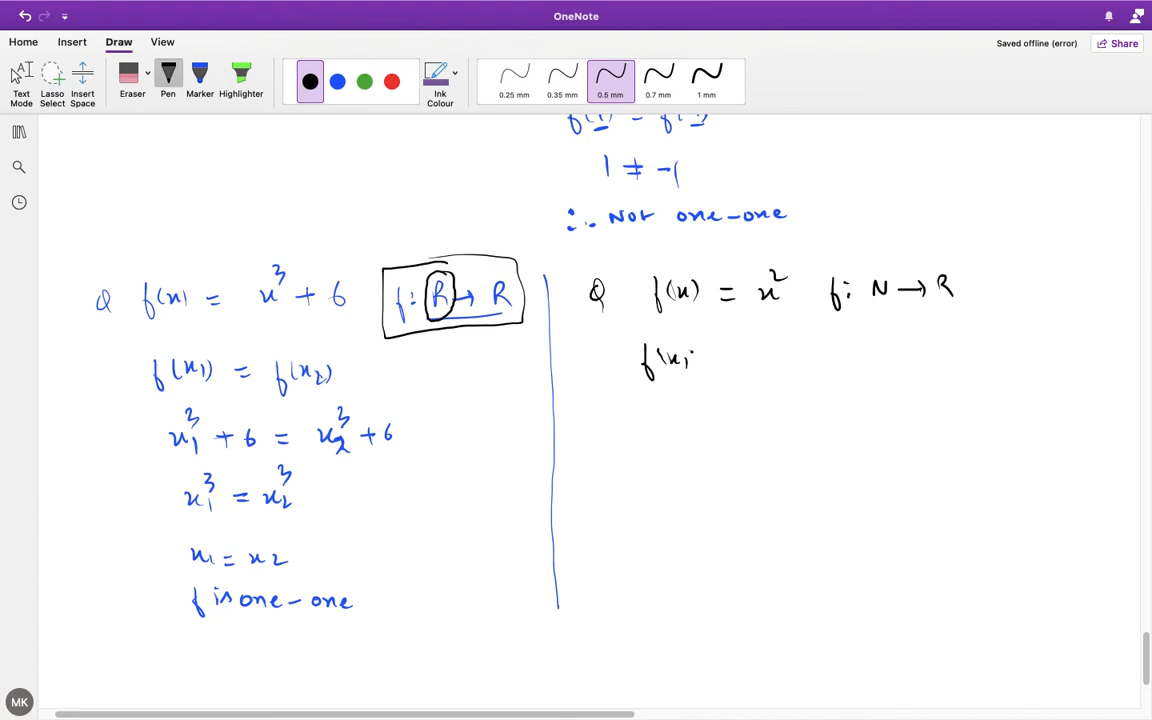 OneNote
Home Insert Draw View
Saved offline (error) Share
Text Mode
Lasso Select
Insert Space
Eraser Pen Marker Highlighter
Ink Colour
0.25 mm 0.35 mm 0.5 mm 0.7 mm 1 mm
1 ≠ -1
∴ Not one-one
Q f(x) = x³ + 6 f: R → R
f(x₁) = f(x₂)
x₁³ + 6 = x₂³ + 6
x₁³ = x₂³
x₁ = x₂
f is one-one
Q f(x) = x² f: N → R
f(x₁
MK